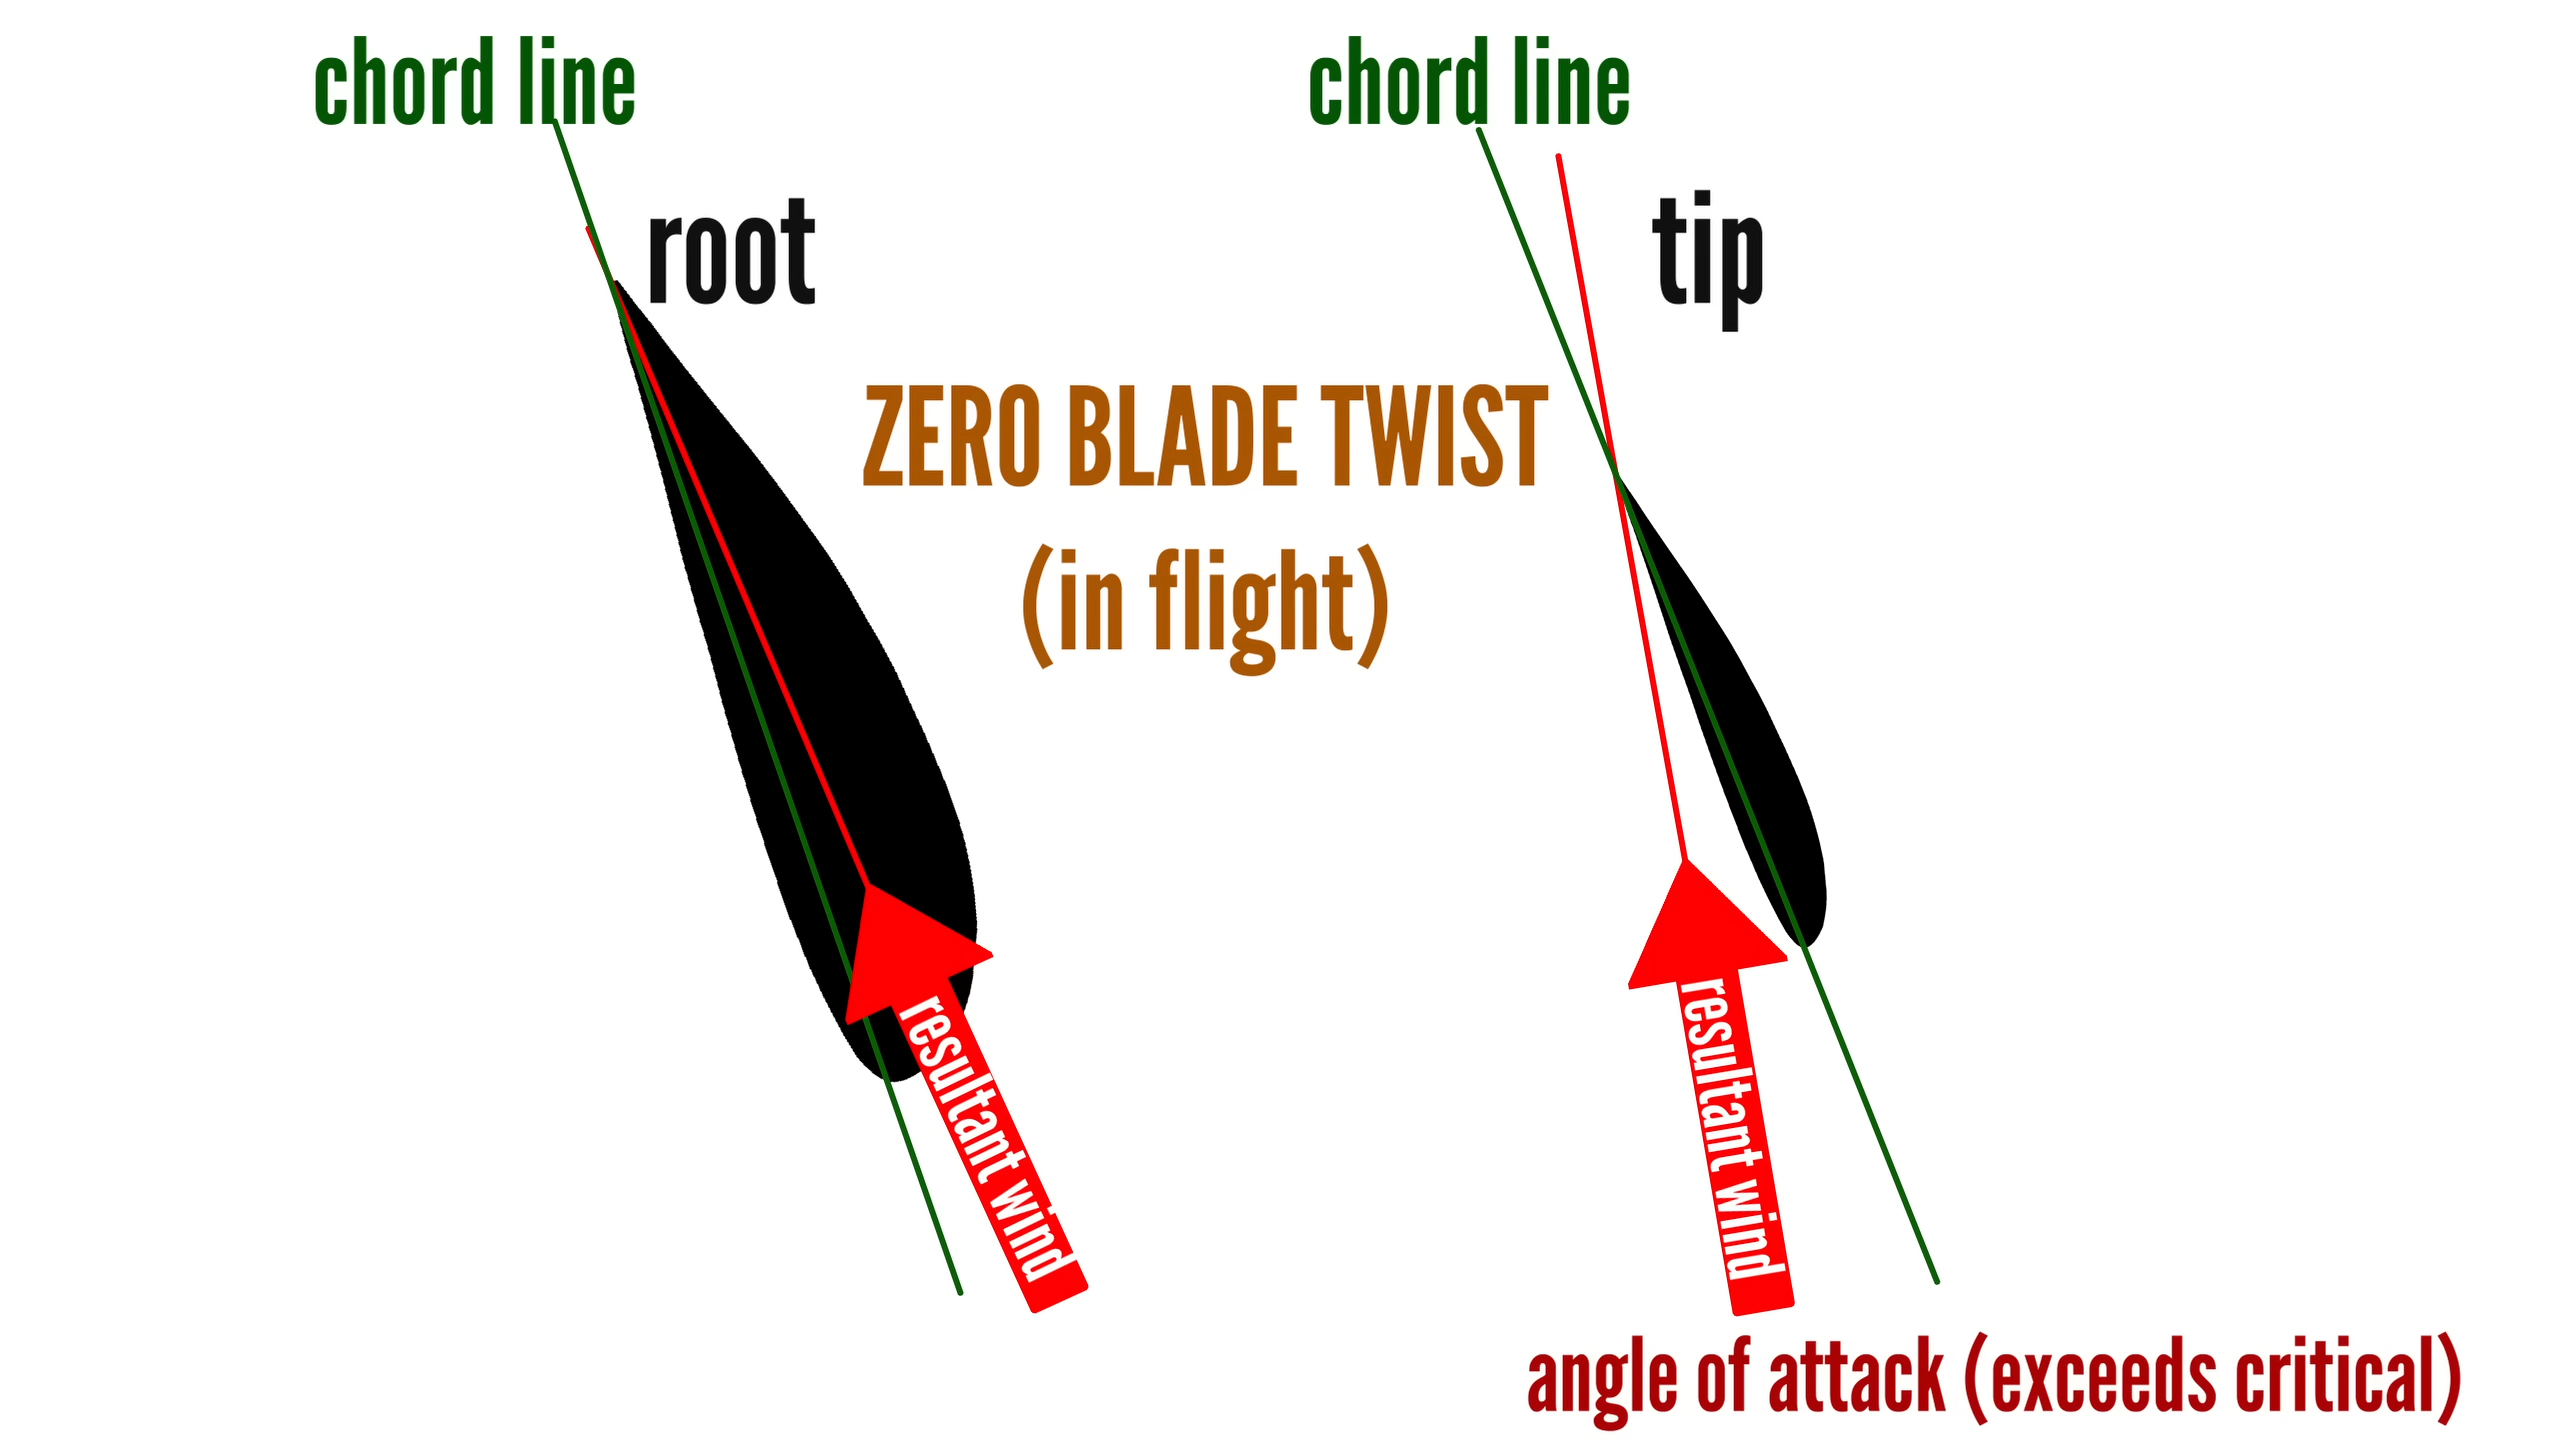 chord line
chord line
root
tip
ZERO BLADE TWIST
(in flight)
resultant wind
resultant wind
angle of attack (exceeds critical)